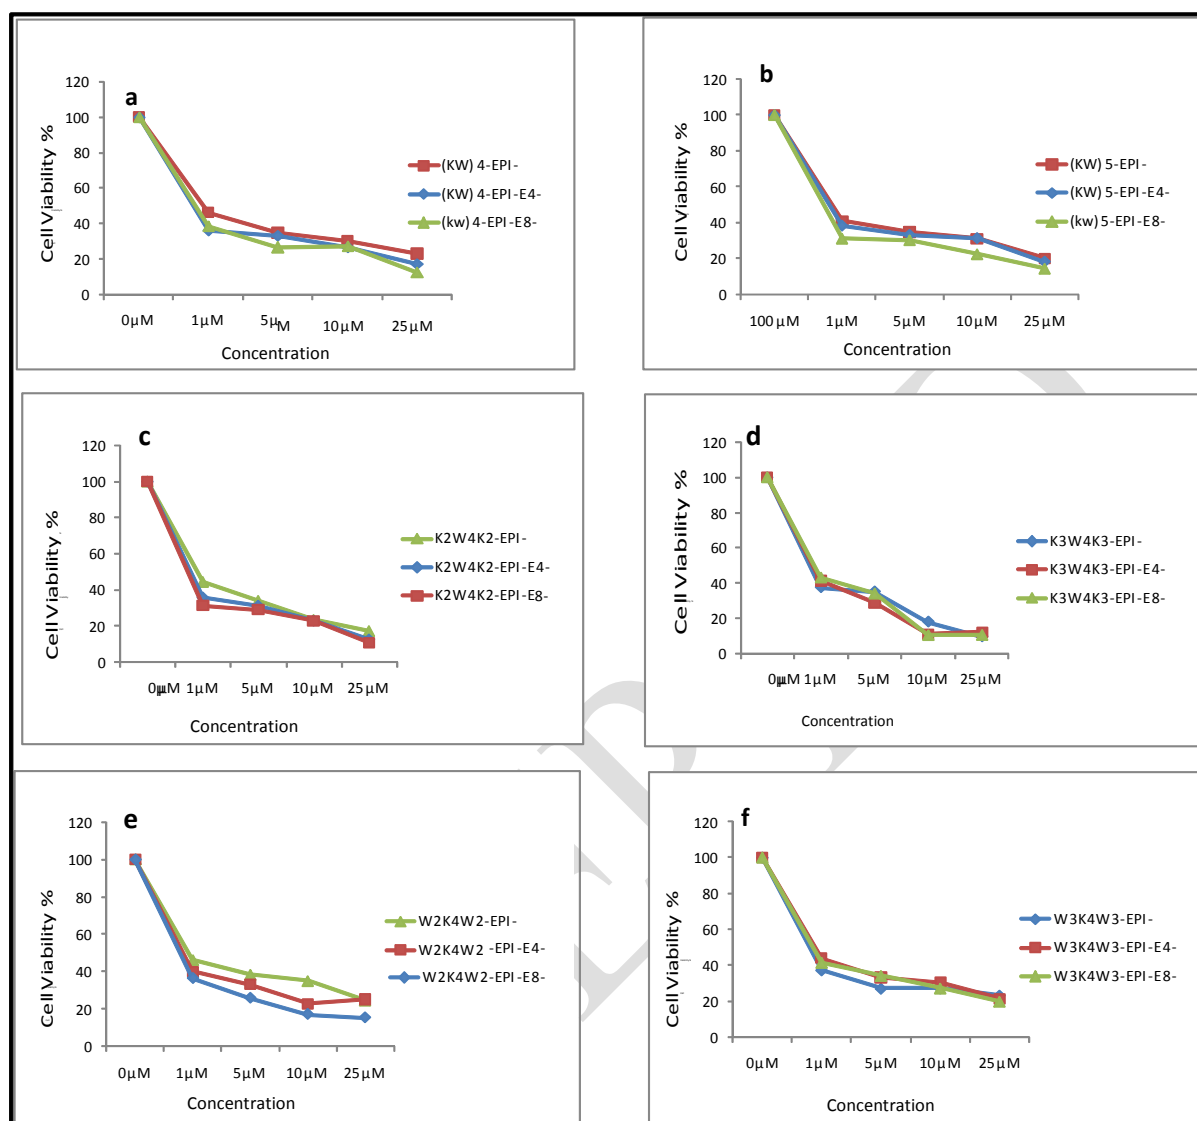 a
Cell Viability %
120
100
80
60
40
20
0
(KW) 4-EPI-
(KW) 4-EPI-E4-
(kw) 4-EPI-E8-
0µM 1µM 5µM 10µM 25µM
Concentration
b
Cell Viability %
120
100
80
60
40
20
0
(KW) 5-EPI-
(KW) 5-EPI-E4-
(kw) 5-EPI-E8-
100µM 1µM 5µM 10µM 25µM
Concentration
c
Cell Viability %
120
100
80
60
40
20
0
K2W4K2-EPI-
K2W4K2-EPI-E4-
K2W4K2-EPI-E8-
0µM 1µM 5µM 10µM 25µM
Concentration
d
Cell Viability %
120
100
80
60
40
20
0
K3W4K3-EPI-
K3W4K3-EPI-E4-
K3W4K3-EPI-E8-
0µM 1µM 5µM 10µM 25µM
Concentration
e
Cell Viability %
120
100
80
60
40
20
0
W2K4W2-EPI-
W2K4W2 -EPI-E4-
W2K4W2-EPI-E8-
0µM 1µM 5µM 10µM 25µM
Concentration
f
Cell Viability %
120
100
80
60
40
20
0
W3K4W3-EPI-
W3K4W3-EPI-E4-
W3K4W3-EPI-E8-
0µM 1µM 5µM 10µM 25µM
Concentration